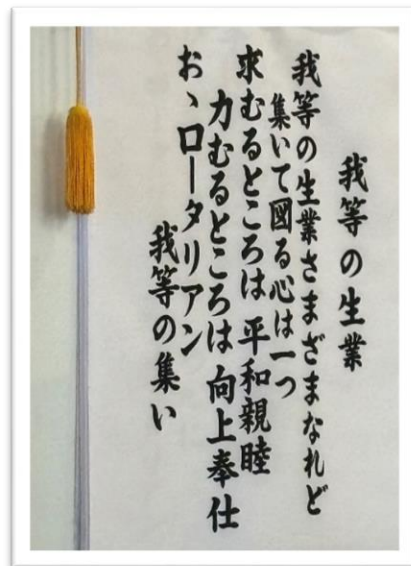 我等の生業
我等の生業さまざまなれど
集いて図る心は一つ
求むるところは 平和親睦
力むるところは 向上奉仕
お、ロータリアン
我等の集い